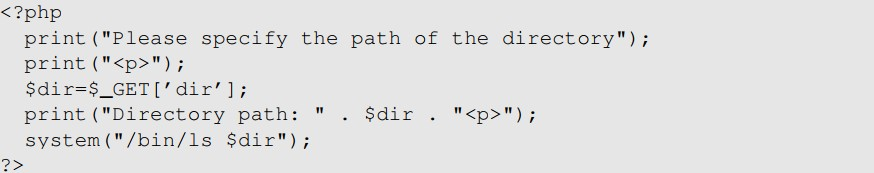 <?php
print("Please specify the path of the directory");
print("<p>");
$dir=$_GET[’dir’];
print("Directory path: " . $dir . "<p>");
system("/bin/ls $dir");
?>